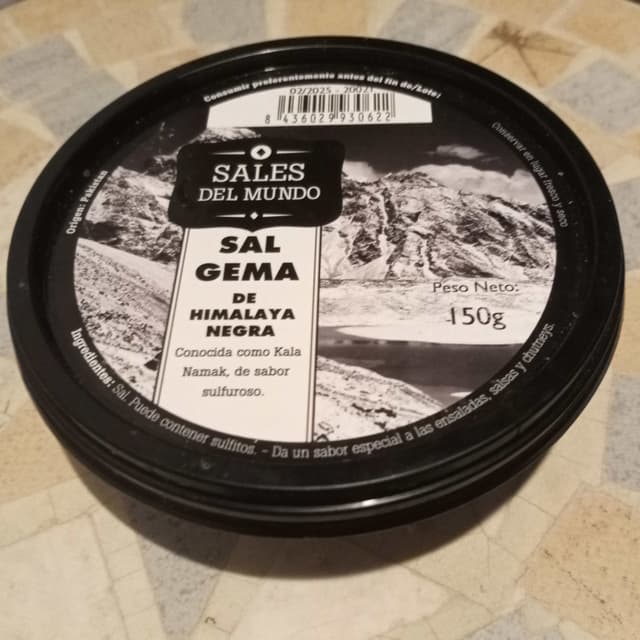 Consumir preferentemente antes del fin de/Lote:
02/2025 - 20071
8 436029 930622
Conservar en lugar fresco y seco
Origen: Pakistan
SALES
DEL MUNDO
SAL
GEMA
DE
HIMALAYA
NEGRA
Conocida como Kala
Namak, de sabor
sulfuroso.
Peso Neto:
150g
Ingredientes: Sal. Puede contener sulfitos. - Da un sabor especial a las ensaladas, salsas y chutneys.